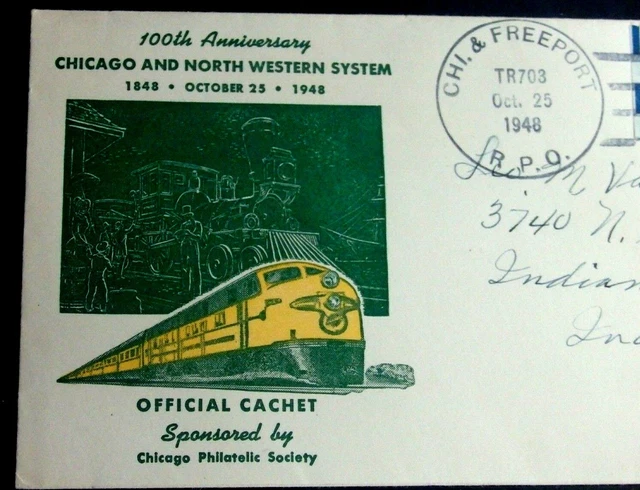 100th Anniversary
CHICAGO AND NORTH WESTERN SYSTEM
1848 • OCTOBER 25 • 1948
CHI. & FREEPORT
TR703
Oct. 25
1948
R.P.O.
M
3740 N.
Indian
OFFICIAL CACHET
Sponsored by
Chicago Philatelic Society